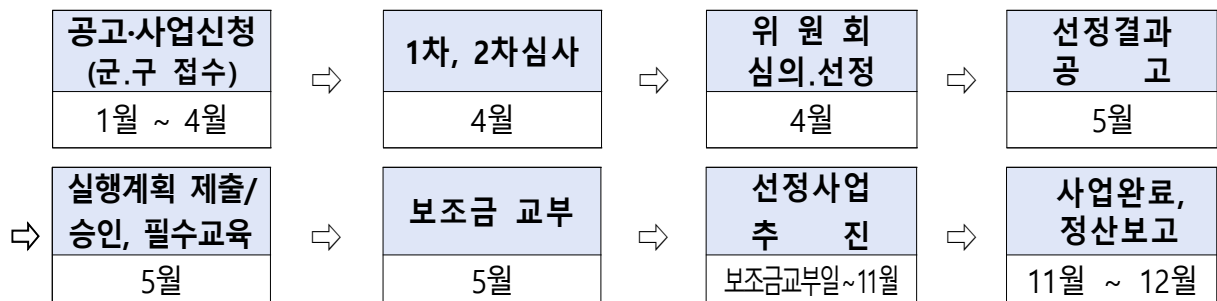 공고·사업신청
(군.구 접수)
1월 ~ 4월
⇨
1차, 2차심사
4월
⇨
위 원 회
심의.선정
4월
⇨
선정결과
공 고
5월
⇨
실행계획 제출/
승인, 필수교육
5월
⇨
보조금 교부
5월
⇨
선정사업
추 진
보조금교부일~11월
⇨
사업완료,
정산보고
11월 ~ 12월